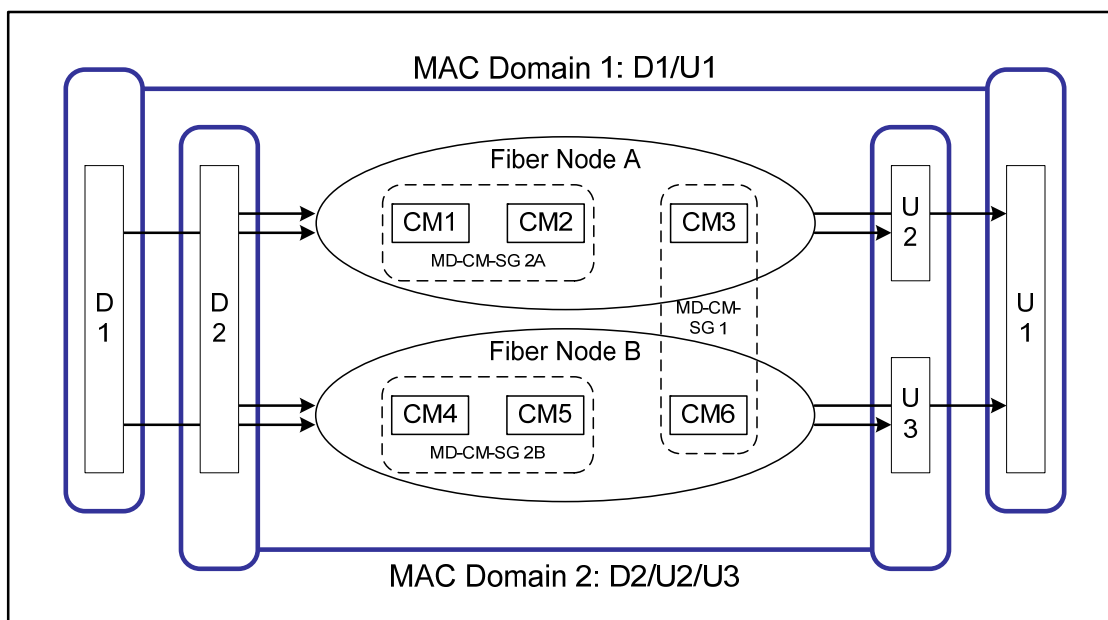 MAC Domain 1: D1/U1
Fiber Node A
CM1
CM2
CM3
MD-CM-SG 2A
U
2
D
1
D
2
MD-CM-
SG 1
U
1
Fiber Node B
CM4
CM5
CM6
MD-CM-SG 2B
U
3
MAC Domain 2: D2/U2/U3